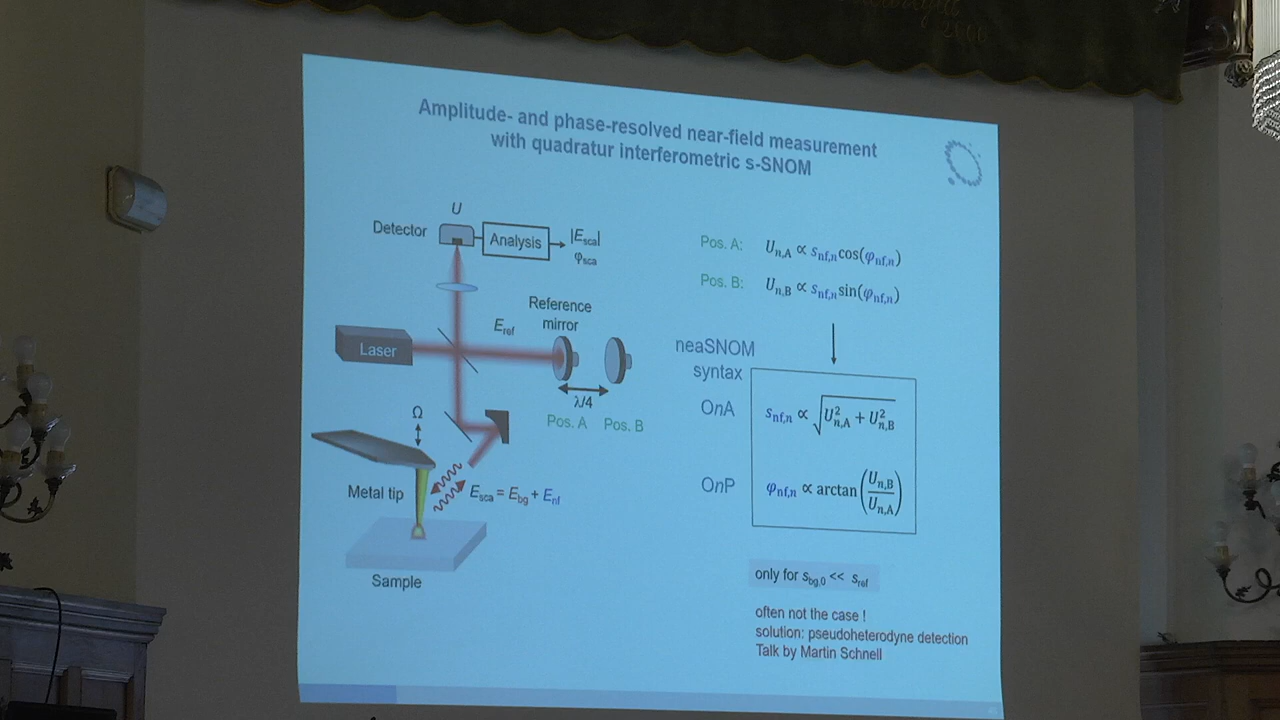 Amplitude- and phase-resolved near-field measurement
with quadratur interferometric s-SNOM
U
Detector
Analysis
|E_sca|
φ_sca
Reference
mirror
E_ref
Laser
λ/4
Pos. A
Pos. B
Ω
Metal tip
E_sca = E_bg + E_nf
Sample
Pos. A: U_n,A ∝ s_nf,n cos(φ_nf,n)
Pos. B: U_n,B ∝ s_nf,n sin(φ_nf,n)
neaSNOM
syntax
OnA s_nf,n ∝ √(U²_n,A + U²_n,B)
OnP φ_nf,n ∝ arctan(U_n,B / U_n,A)
only for s_bg,0 << s_ref
often not the case !
solution: pseudoheterodyne detection
Talk by Martin Schnell